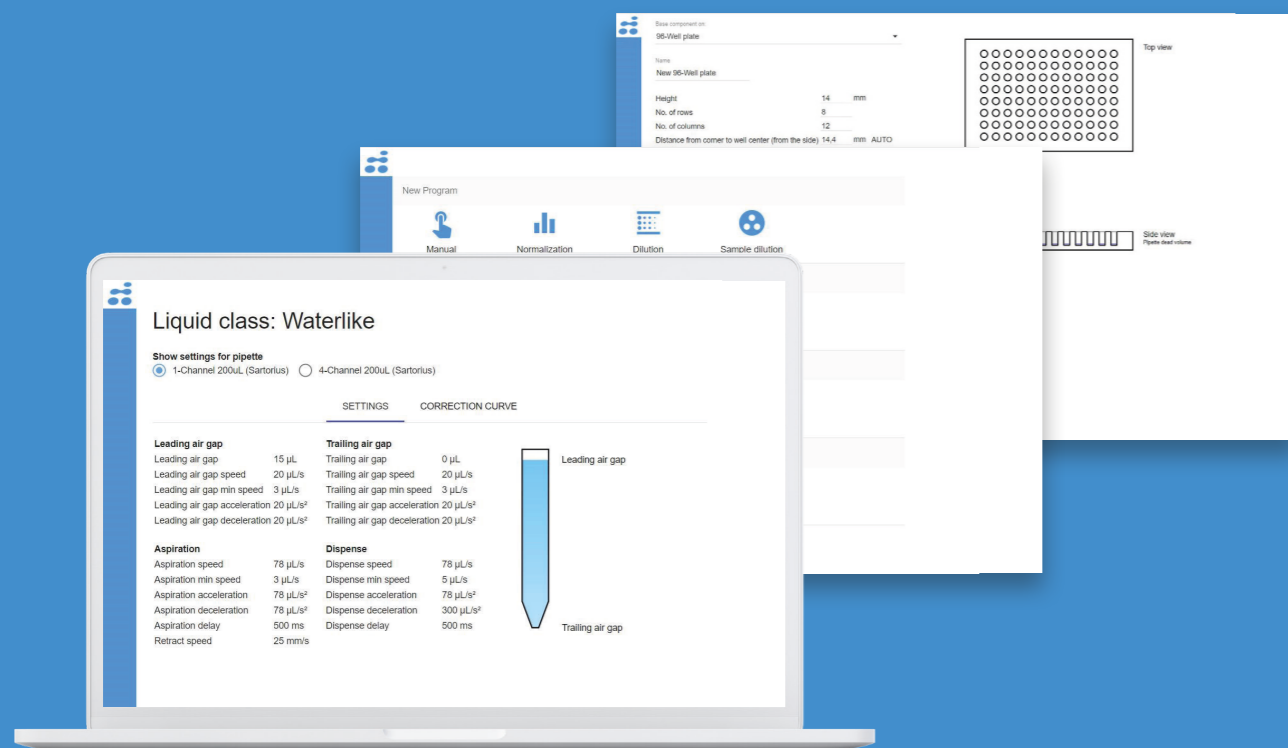 Base component on
96-Well plate
Name
New 96-Well plate
Height 14 mm
No. of rows 8
No. of columns 12
Distance from corner to well center (from the side) 14,4 mm AUTO
Top view
Side view
Pipette dead volume
New Program
Manual Normalization Dilution Sample dilution
Liquid class: Waterlike
Show settings for pipette
1-Channel 200uL (Sartorius) 4-Channel 200uL (Sartorius)
SETTINGS CORRECTION CURVE
Leading air gap Trailing air gap
Leading air gap 15 µL Trailing air gap 0 µL
Leading air gap speed 20 µL/s Trailing air gap speed 20 µL/s
Leading air gap min speed 3 µL/s Trailing air gap min speed 3 µL/s
Leading air gap acceleration 20 µL/s² Trailing air gap acceleration 20 µL/s²
Leading air gap deceleration 20 µL/s² Trailing air gap deceleration 20 µL/s²
Aspiration Dispense
Aspiration speed 78 µL/s Dispense speed 78 µL/s
Aspiration min speed 3 µL/s Dispense min speed 5 µL/s
Aspiration acceleration 78 µL/s² Dispense acceleration 78 µL/s²
Aspiration deceleration 78 µL/s² Dispense deceleration 300 µL/s²
Aspiration delay 500 ms Dispense delay 500 ms
Retract speed 25 mm/s
Leading air gap
Trailing air gap